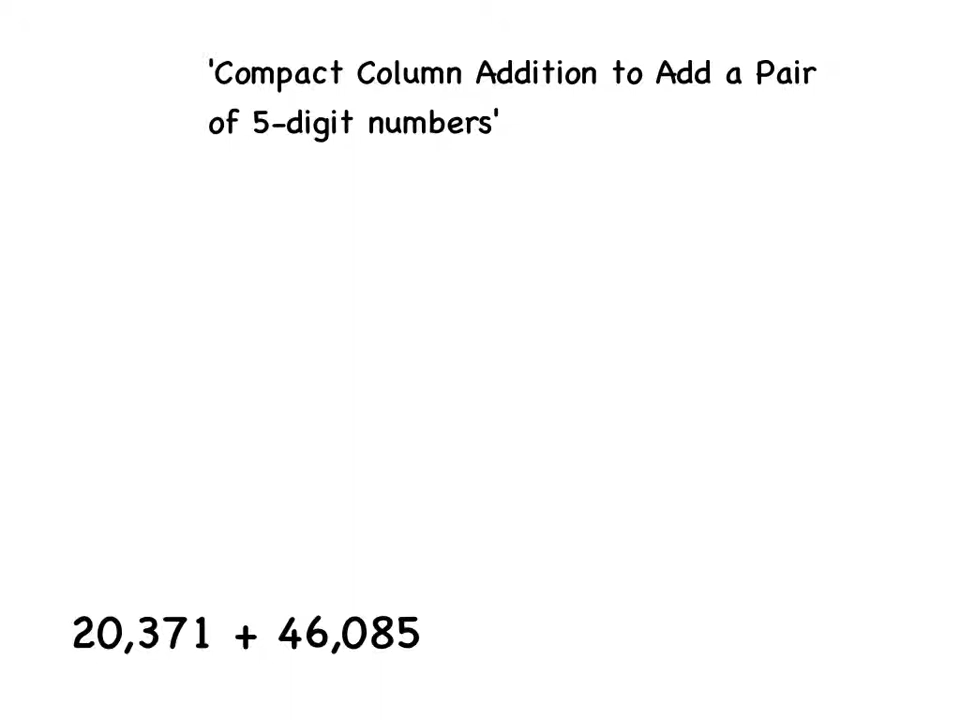 'Compact Column Addition to Add a Pair
of 5-digit numbers'
20,371 + 46,085